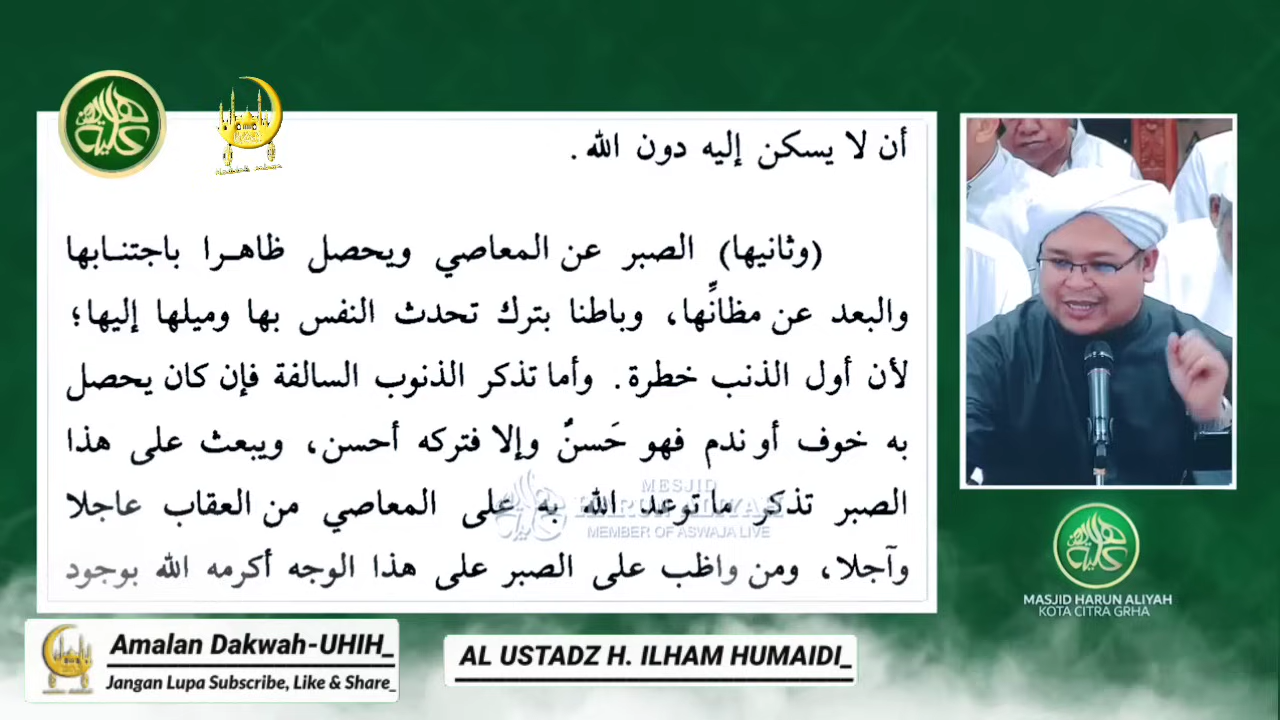 أن لا يسكن إليه دون الله.
(وثانيها) الصبر عن المعاصي ويحصل ظاهرا باجتنابها
والبعد عن مظانِّها، وباطنا بترك تحدث النفس بها وميلها إليها؛
لأن أول الذنب خطرة. وأما تذكر الذنوب السالفة فإن كان يحصل
به خوف أو ندم فهو حَسنٌ وإلا فتركه أحسن، ويبعث على هذا
الصبر تذكر ما توعد الله به على المعاصي من العقاب عاجلا
وآجلا، ومن واظب على الصبر على هذا الوجه أكرمه الله بوجود
MESJID
HARUN ALIYAH
MEMBER OF ASWAJA LIVE
MASJID HARUN ALIYAH
KOTA CITRA GRHA
Amalan Dakwah-UHIH_
Jangan Lupa Subscribe, Like & Share_
AL USTADZ H. ILHAM HUMAIDI_